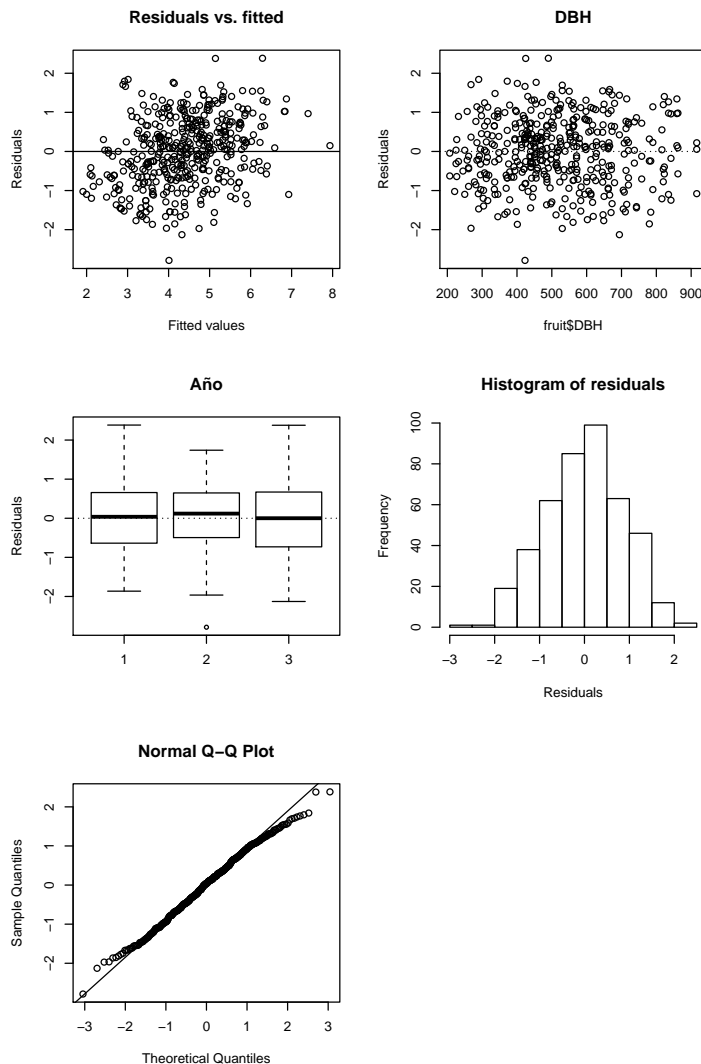 Residuals vs. fitted
Residuals
−2 −1 0 1 2
2 3 4 5 6 7 8
Fitted values
DBH
Residuals
−2 −1 0 1 2
200 300 400 500 600 700 800 900
fruit$DBH
Año
Residuals
−2 −1 0 1 2
1 2 3
Histogram of residuals
Frequency
0 20 40 60 80 100
−3 −2 −1 0 1 2
Residuals
Normal Q−Q Plot
Sample Quantiles
−2 −1 0 1 2
−3 −2 −1 0 1 2 3
Theoretical Quantiles